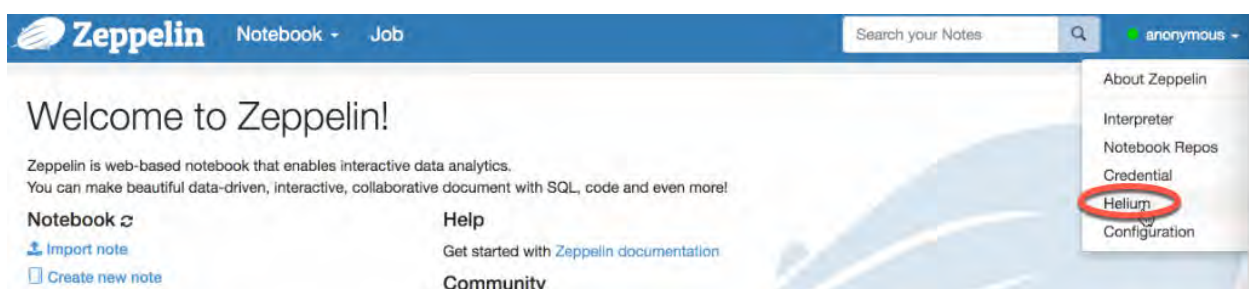 Zeppelin Notebook Job Search your Notes anonymous
About Zeppelin
Interpreter
Notebook Repos
Credential
Helium
Configuration
Welcome to Zeppelin!
Zeppelin is web-based notebook that enables interactive data analytics.
You can make beautiful data-driven, interactive, collaborative document with SQL, code and even more!
Notebook
Import note
Create new note
Help
Get started with Zeppelin documentation
Community